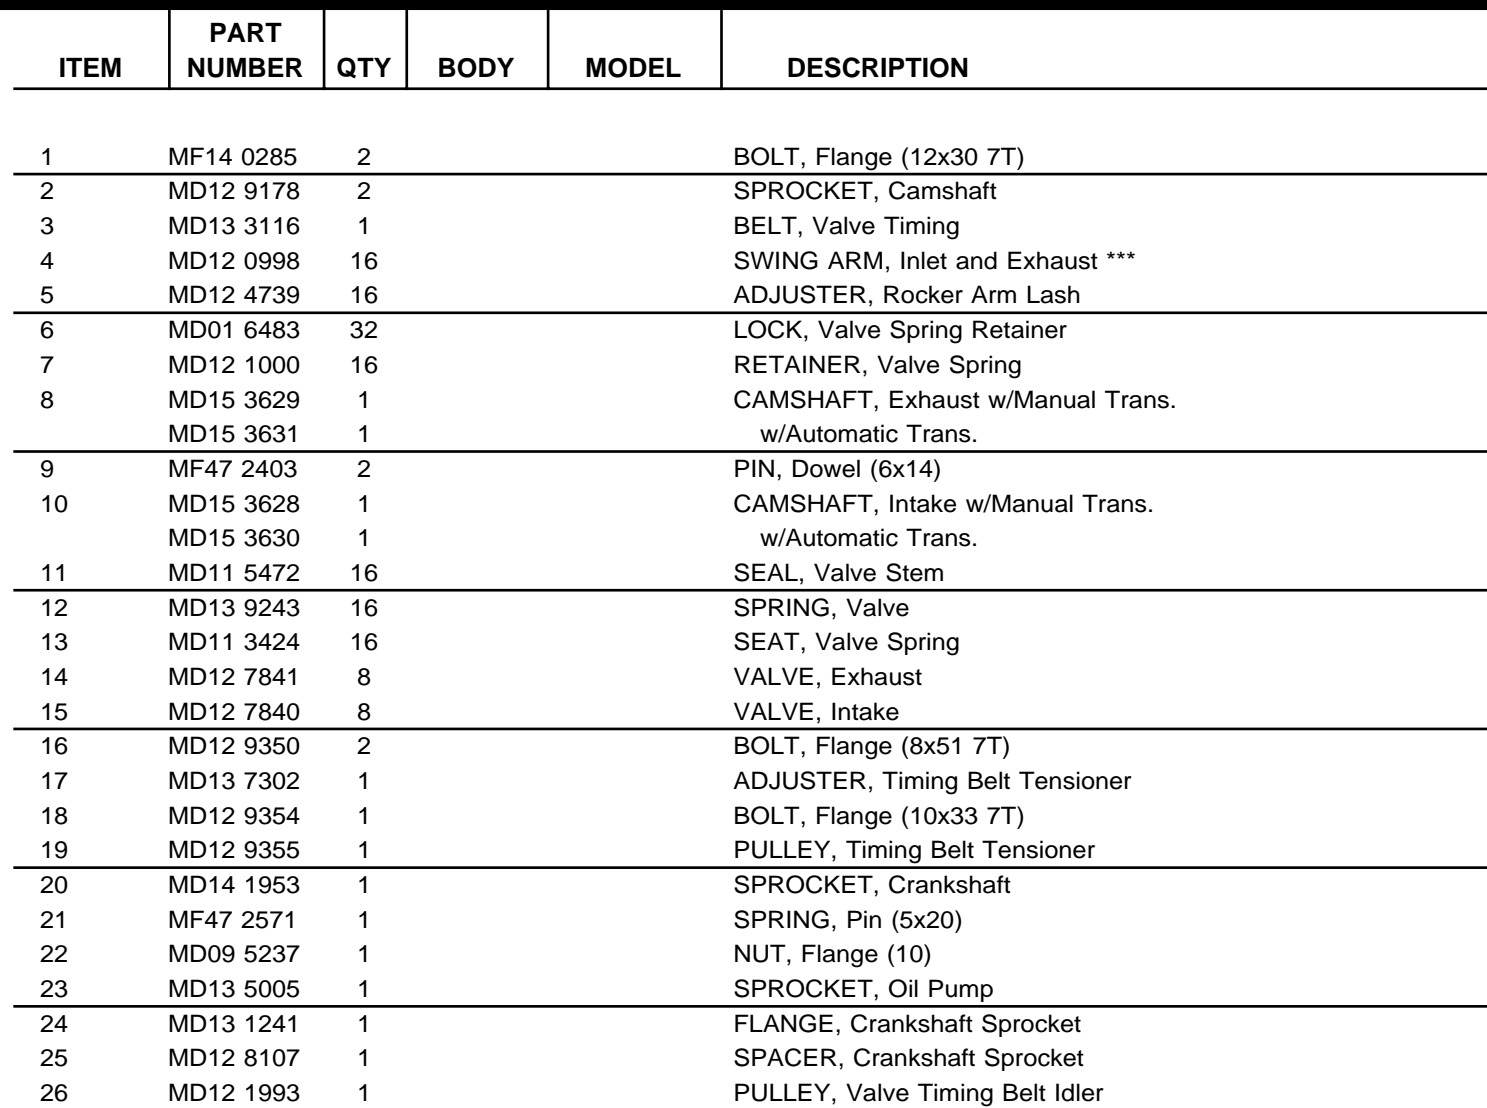 PART
ITEM NUMBER QTY BODY MODEL DESCRIPTION
1 MF14 0285 2 BOLT, Flange (12x30 7T)
2 MD12 9178 2 SPROCKET, Camshaft
3 MD13 3116 1 BELT, Valve Timing
4 MD12 0998 16 SWING ARM, Inlet and Exhaust ***
5 MD12 4739 16 ADJUSTER, Rocker Arm Lash
6 MD01 6483 32 LOCK, Valve Spring Retainer
7 MD12 1000 16 RETAINER, Valve Spring
8 MD15 3629 1 CAMSHAFT, Exhaust w/Manual Trans.
MD15 3631 1 w/Automatic Trans.
9 MF47 2403 2 PIN, Dowel (6x14)
10 MD15 3628 1 CAMSHAFT, Intake w/Manual Trans.
MD15 3630 1 w/Automatic Trans.
11 MD11 5472 16 SEAL, Valve Stem
12 MD13 9243 16 SPRING, Valve
13 MD11 3424 16 SEAT, Valve Spring
14 MD12 7841 8 VALVE, Exhaust
15 MD12 7840 8 VALVE, Intake
16 MD12 9350 2 BOLT, Flange (8x51 7T)
17 MD13 7302 1 ADJUSTER, Timing Belt Tensioner
18 MD12 9354 1 BOLT, Flange (10x33 7T)
19 MD12 9355 1 PULLEY, Timing Belt Tensioner
20 MD14 1953 1 SPROCKET, Crankshaft
21 MF47 2571 1 SPRING, Pin (5x20)
22 MD09 5237 1 NUT, Flange (10)
23 MD13 5005 1 SPROCKET, Oil Pump
24 MD13 1241 1 FLANGE, Crankshaft Sprocket
25 MD12 8107 1 SPACER, Crankshaft Sprocket
26 MD12 1993 1 PULLEY, Valve Timing Belt Idler